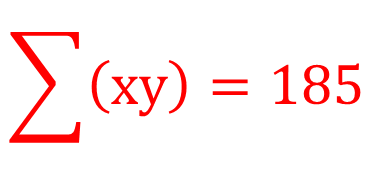 ∑(xy) = 185